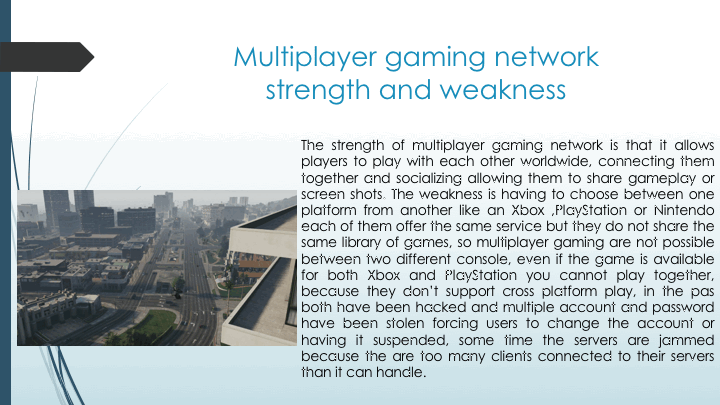 Multiplayer gaming network
strength and weakness
The strength of multiplayer gaming network is that it allows
players to play with each other worldwide, connecting them
together and socializing allowing them to share gameplay or
screen shots. The weakness is having to choose between one
platform from another like an Xbox ,PlayStation or Nintendo
each of them offer the same service but they do not share the
same library of games, so multiplayer gaming are not possible
between two different console, even if the game is available
for both Xbox and PlayStation you cannot play together,
because they don't support cross platform play, in the pas
both have been hacked and multiple account and password
have been stolen forcing users to change the account or
having it suspended, some time the servers are jammed
because the are too many clients connected to their servers
than it can handle.